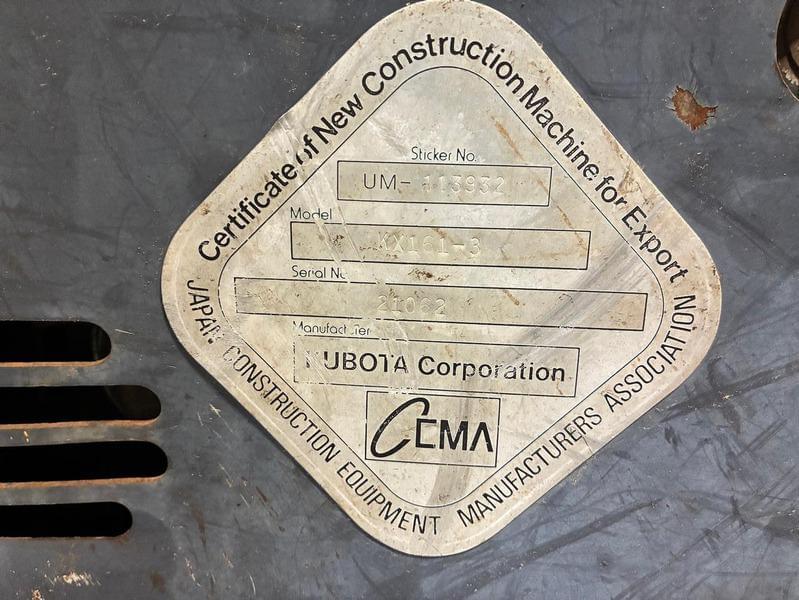 Certificate of New Construction Machine for Export
Sticker No.
UM- 113932
Model
KX161-3
Serial No.
21062
Manufacturer
KUBOTA Corporation
CEMA
JAPAN CONSTRUCTION EQUIPMENT MANUFACTURERS ASSOCIATION